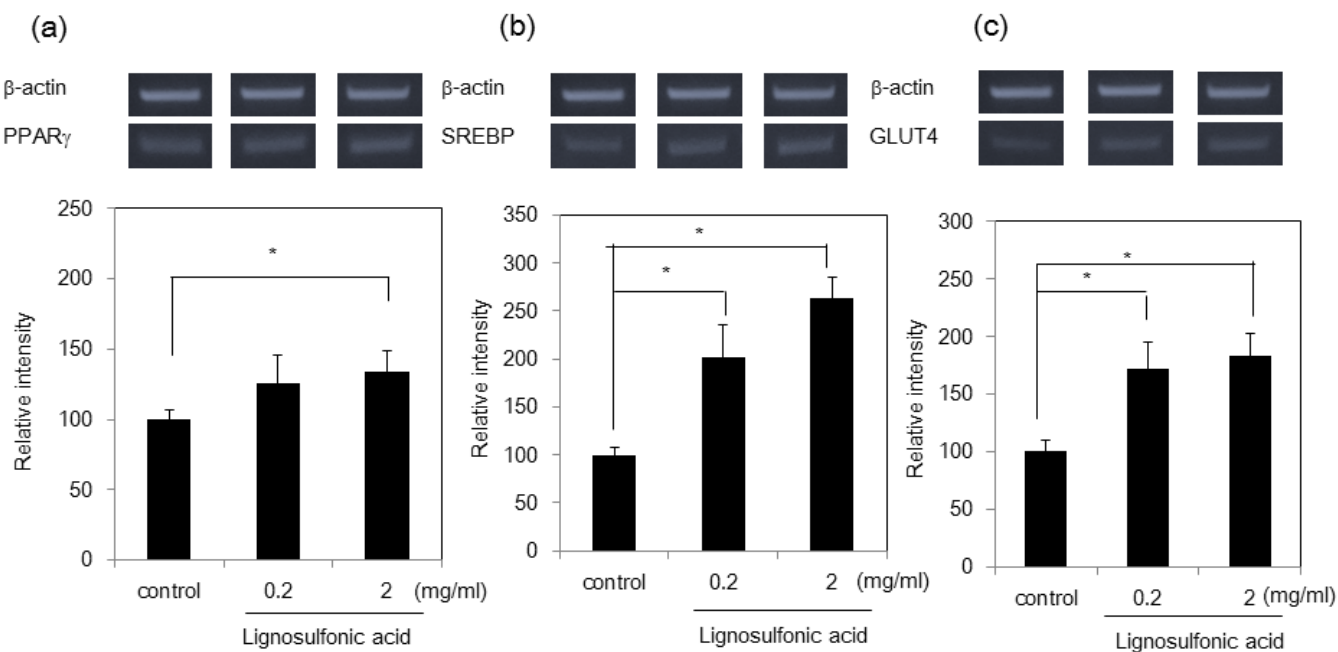 (a)
β-actin
PPARγ
Relative intensity
250
200
150
100
50
0
*
control
0.2
2
(mg/ml)
Lignosulfonic acid
(b)
β-actin
SREBP
Relative intensity
350
300
250
200
150
100
50
0
*
*
control
0.2
2
(mg/ml)
Lignosulfonic acid
(c)
β-actin
GLUT4
Relative intensity
300
250
200
150
100
50
0
*
*
control
0.2
2 (mg/ml)
Lignosulfonic acid